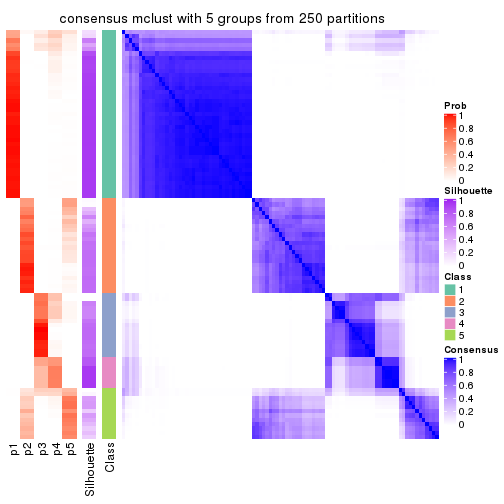 consensus mclust with 5 groups from 250 partitions
Prob
1
0.8
0.6
0.4
0.2
0
Silhouette
1
0.8
0.6
0.4
0.2
0
Class
1
2
3
4
5
Consensus
1
0.8
0.6
0.4
0.2
0
p1
p2
p3
p4
p5
Silhouette
Class